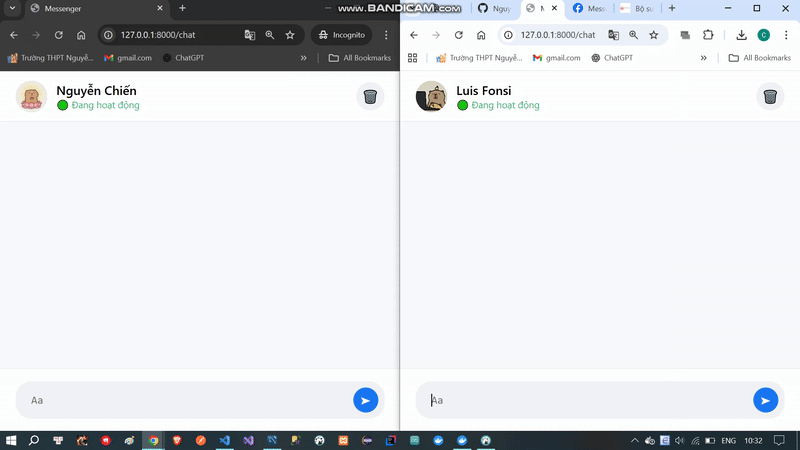 Messenger
www.BANDICAM.com
Nguy
M
Mess
Bộ sư
127.0.0.1:8000/chat
Incognito
127.0.0.1:8000/chat
C
Trường THPT Nguyễ...
gmail.com
ChatGPT
All Bookmarks
Trường THPT Nguyễ...
gmail.com
ChatGPT
All Bookmarks
Nguyễn Chiến
Đang hoạt động
Luis Fonsi
Đang hoạt động
Aa
Aa
ENG
10:32